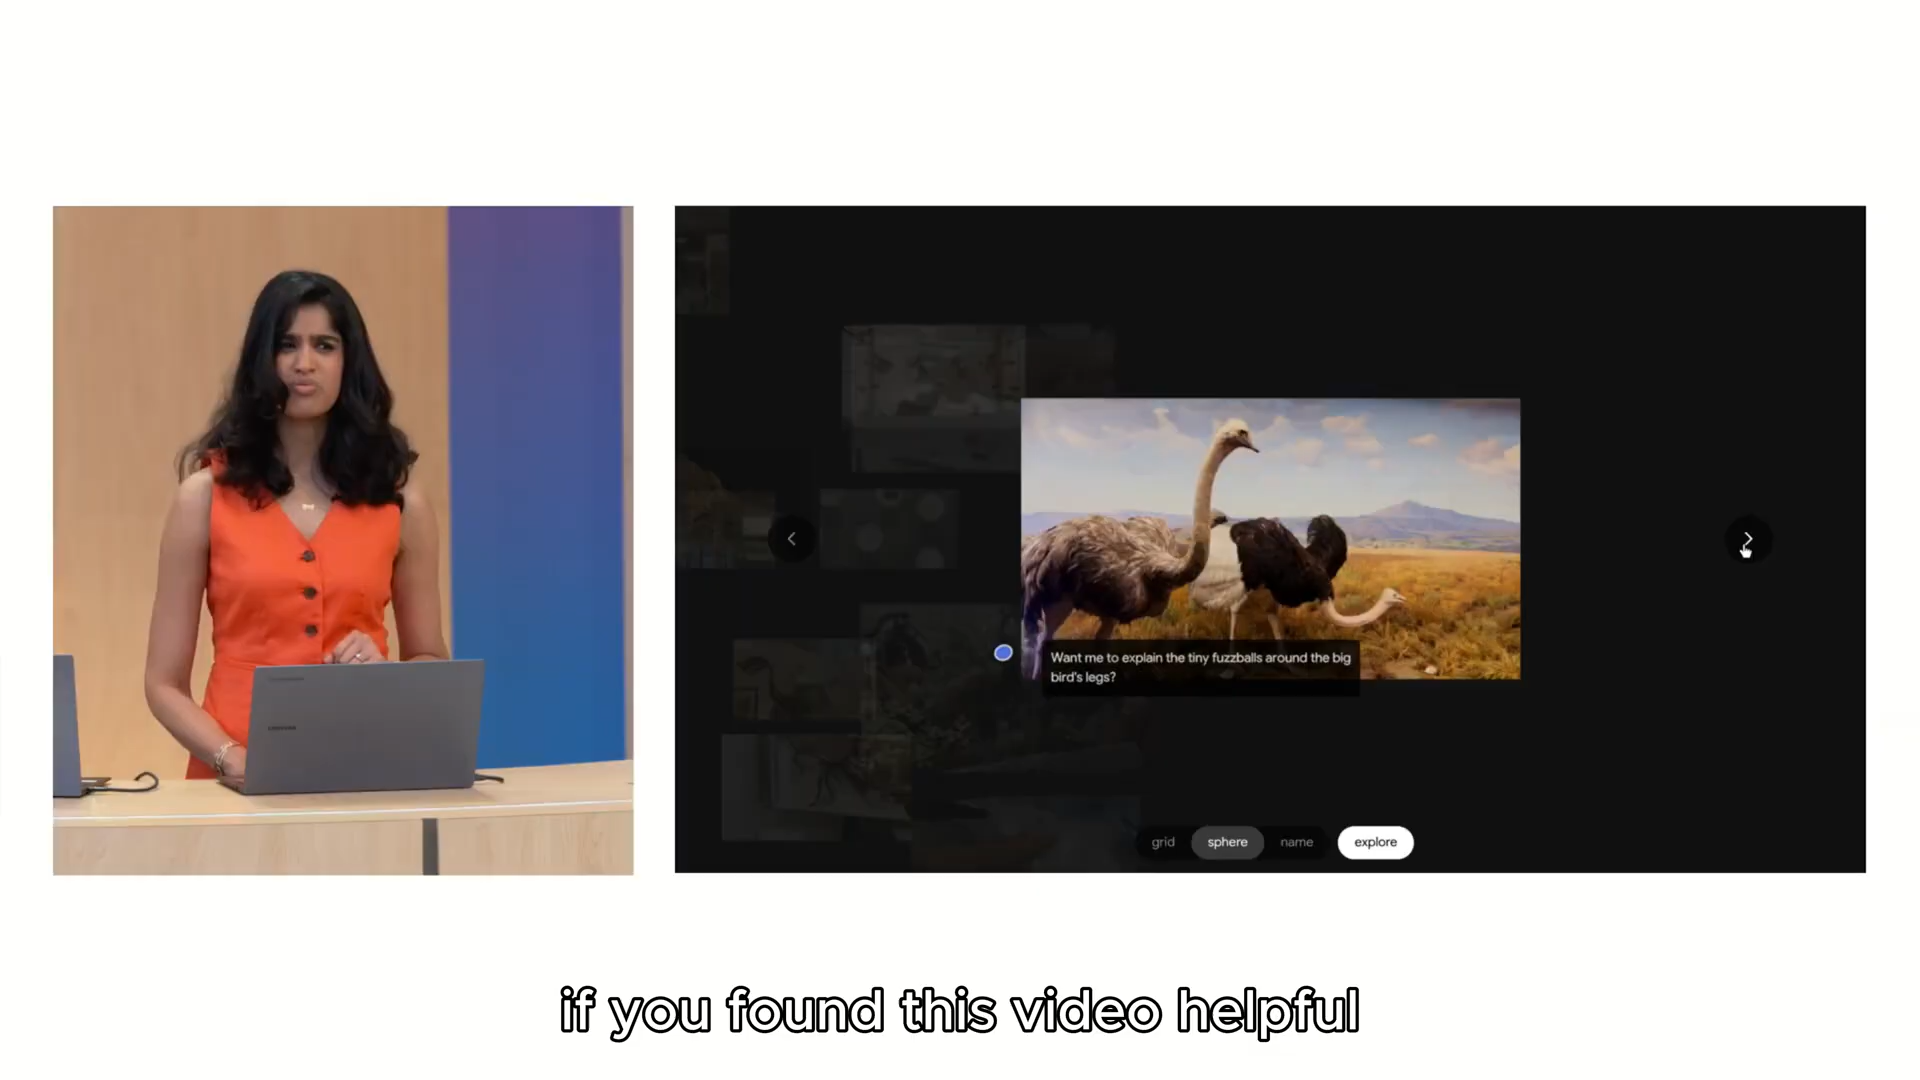 Want me to explain the tiny fuzzballs around the big
bird's legs?
grid sphere name explore
if you found this video helpful